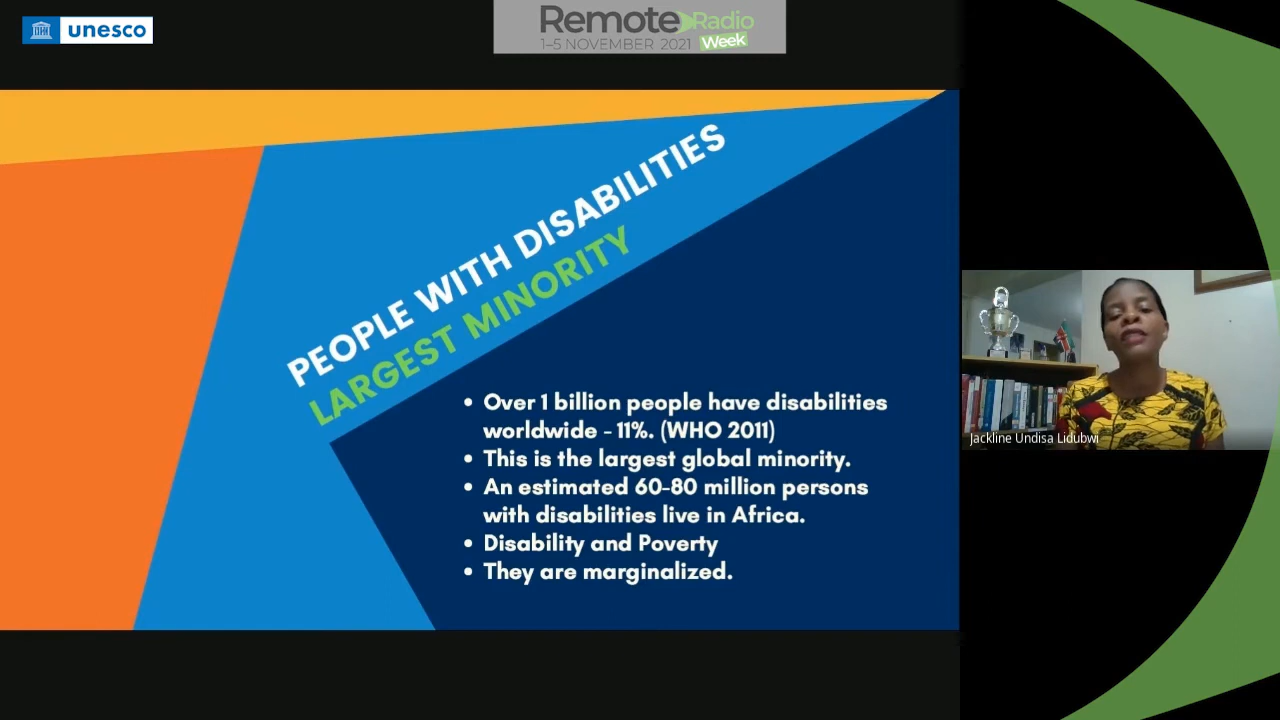 unesco
Remote Radio
1–5 NOVEMBER 2021 Week
PEOPLE WITH DISABILITIES
LARGEST MINORITY
• Over 1 billion people have disabilities
worldwide - 11%. (WHO 2011)
• This is the largest global minority.
• An estimated 60-80 million persons
with disabilities live in Africa.
• Disability and Poverty
• They are marginalized.
Jackline Undisa Lidubwi